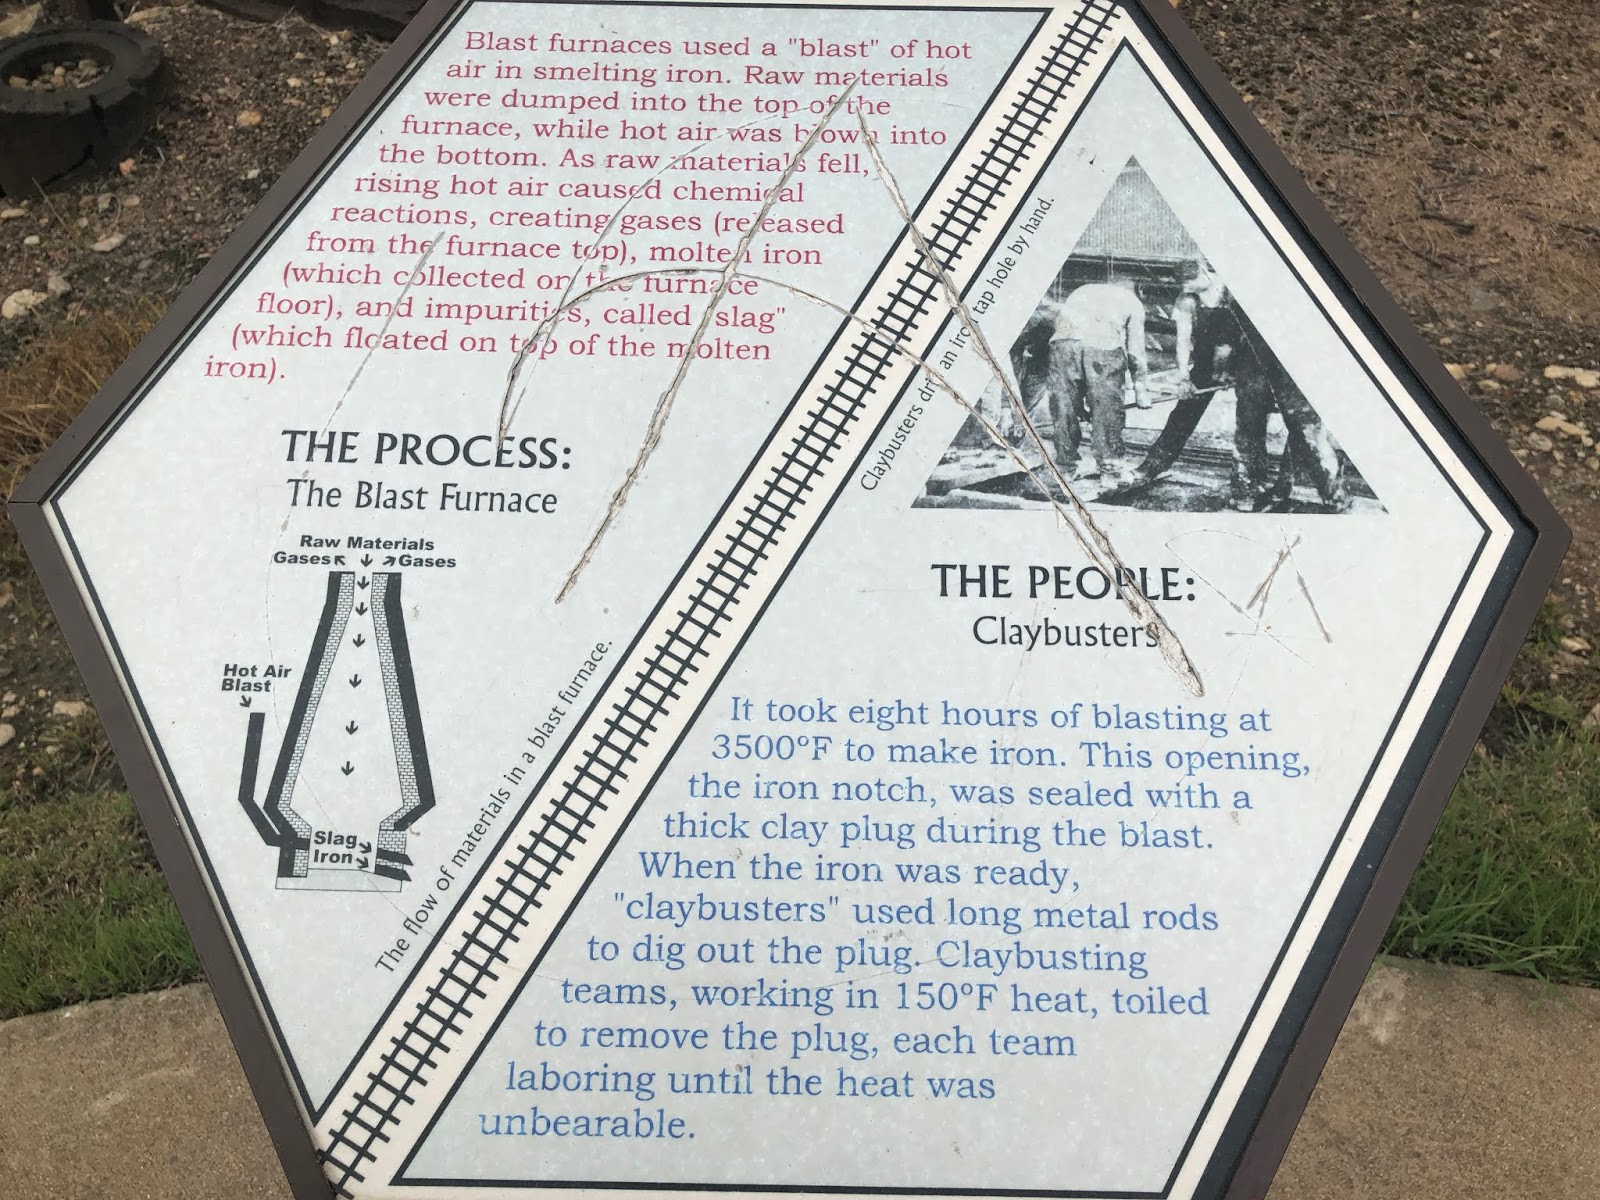 Blast furnaces used a "blast" of hot
air in smelting iron. Raw materials
were dumped into the top of the
furnace, while hot air was blown into
the bottom. As raw materials fell,
rising hot air caused chemical
reactions, creating gases (released
from the furnace top), molten iron
(which collected on the furnace
floor), and impurities, called "slag"
(which floated on top of the molten
iron).
THE PROCESS:
The Blast Furnace
Raw Materials
Gases Gases
Hot Air
Blast
Slag
Iron
The flow of materials in a blast furnace.
Claybusters drill an iron tap hole by hand.
THE PEOPLE:
Claybusters
It took eight hours of blasting at
3500°F to make iron. This opening,
the iron notch, was sealed with a
thick clay plug during the blast.
When the iron was ready,
"claybusters" used long metal rods
to dig out the plug. Claybusting
teams, working in 150°F heat, toiled
to remove the plug, each team
laboring until the heat was
unbearable.